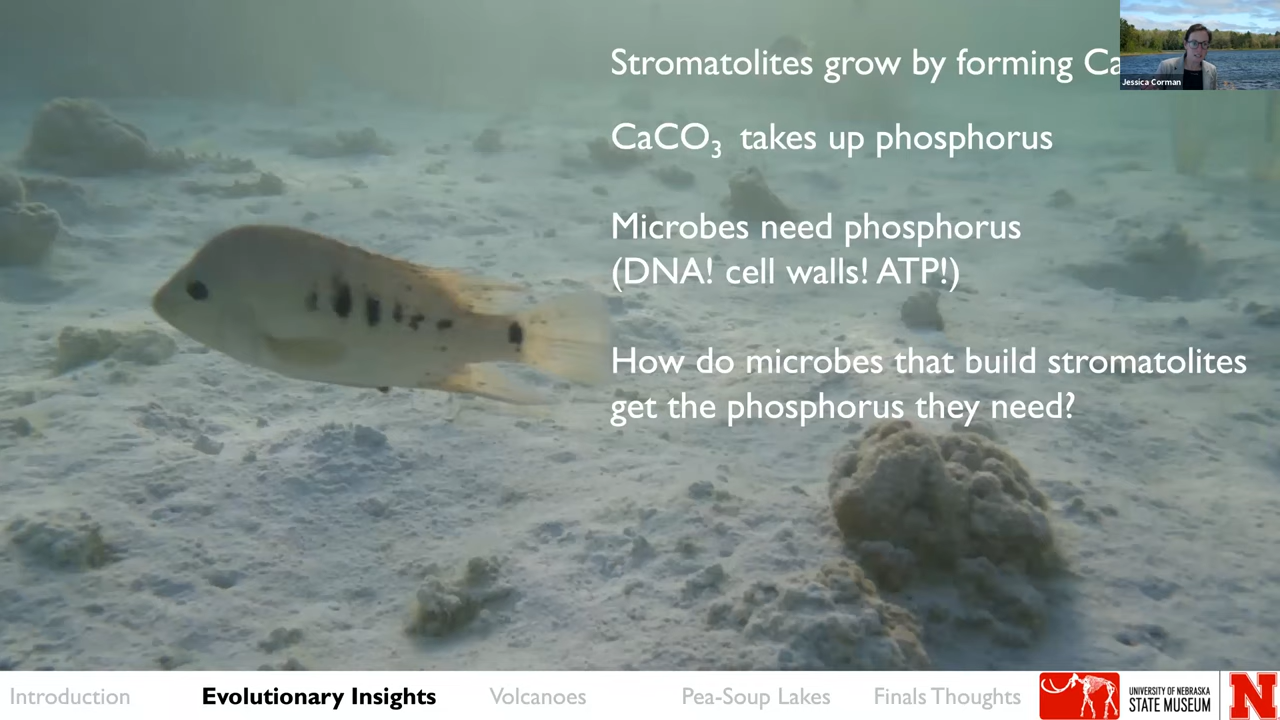 Stromatolites grow by forming Ca
Jessica Corman
CaCO₃ takes up phosphorus
Microbes need phosphorus
(DNA! cell walls! ATP!)
How do microbes that build stromatolites
get the phosphorus they need?
Introduction
Evolutionary Insights
Volcanoes
Pea-Soup Lakes
Finals Thoughts
UNIVERSITY OF NEBRASKA
STATE MUSEUM
N